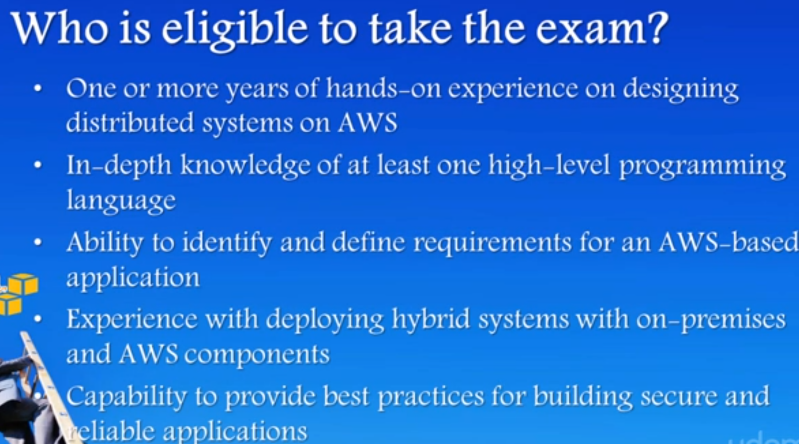 Who is eligible to take the exam?
• One or more years of hands-on experience on designing
distributed systems on AWS
• In-depth knowledge of at least one high-level programming
language
• Ability to identify and define requirements for an AWS-based
application
• Experience with deploying hybrid systems with on-premises
and AWS components
Capability to provide best practices for building secure and
reliable applications